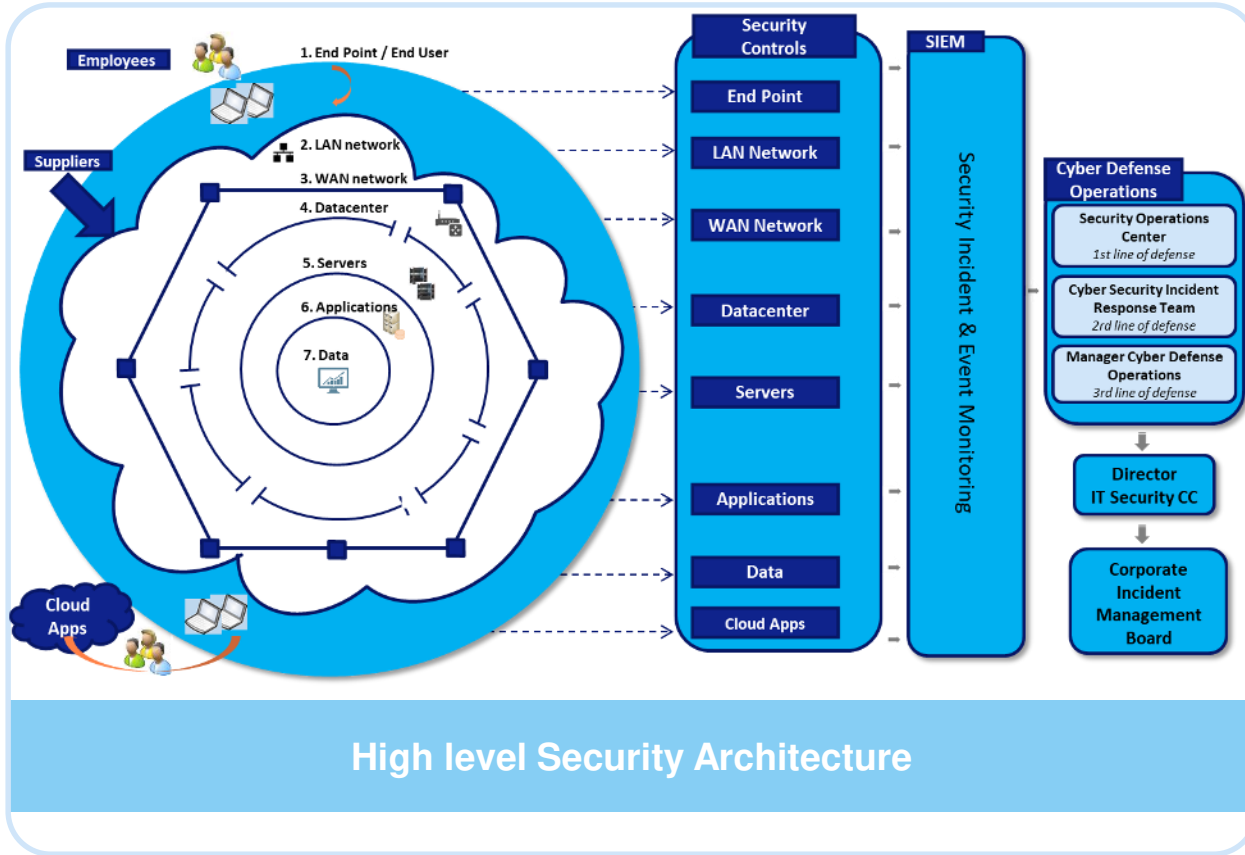 Employees
1. End Point / End User
Suppliers
2. LAN network
3. WAN network
4. Datacenter
5. Servers
6. Applications
7. Data
Cloud
Apps
Security
Controls
End Point
LAN Network
WAN Network
Datacenter
Servers
Applications
Data
Cloud Apps
SIEM
Security Incident & Event Monitoring
Cyber Defense
Operations
Security Operations
Center
1st line of defense
Cyber Security Incident
Response Team
2rd line of defense
Manager Cyber Defense
Operations
3rd line of defense
Director
IT Security CC
Corporate
Incident
Management
Board
High level Security Architecture